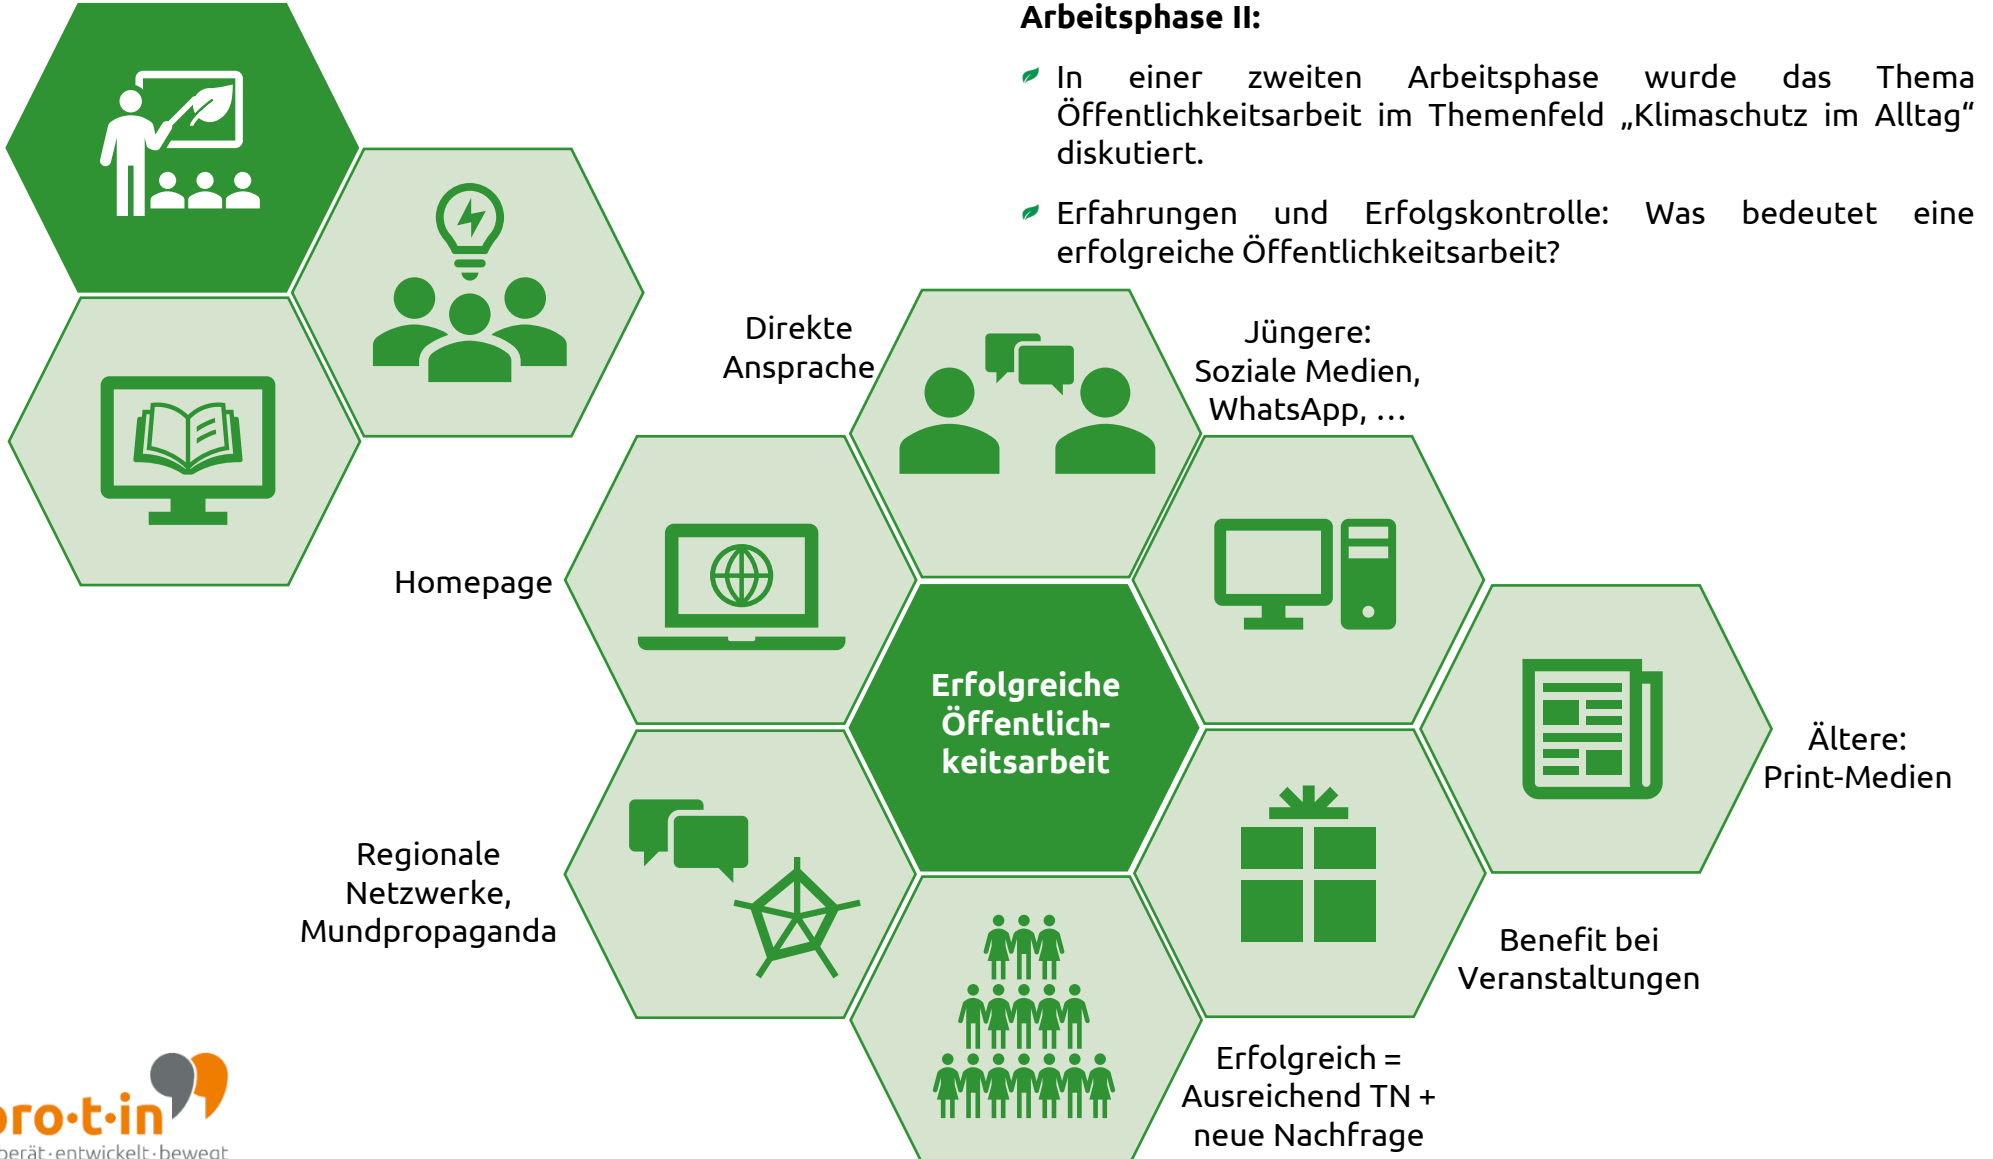 Arbeitsphase II:
In einer zweiten Arbeitsphase wurde das Thema
Öffentlichkeitsarbeit im Themenfeld „Klimaschutz im Alltag“
diskutiert.
Erfahrungen und Erfolgskontrolle: Was bedeutet eine
erfolgreiche Öffentlichkeitsarbeit?
Direkte
Ansprache
Jüngere:
Soziale Medien,
WhatsApp, …
Homepage
Erfolgreiche
Öffentlich-
keitsarbeit
Ältere:
Print-Medien
Regionale
Netzwerke,
Mundpropaganda
Benefit bei
Veranstaltungen
Erfolgreich =
Ausreichend TN +
neue Nachfrage
pro·t·in
berät·entwickelt·bewegt